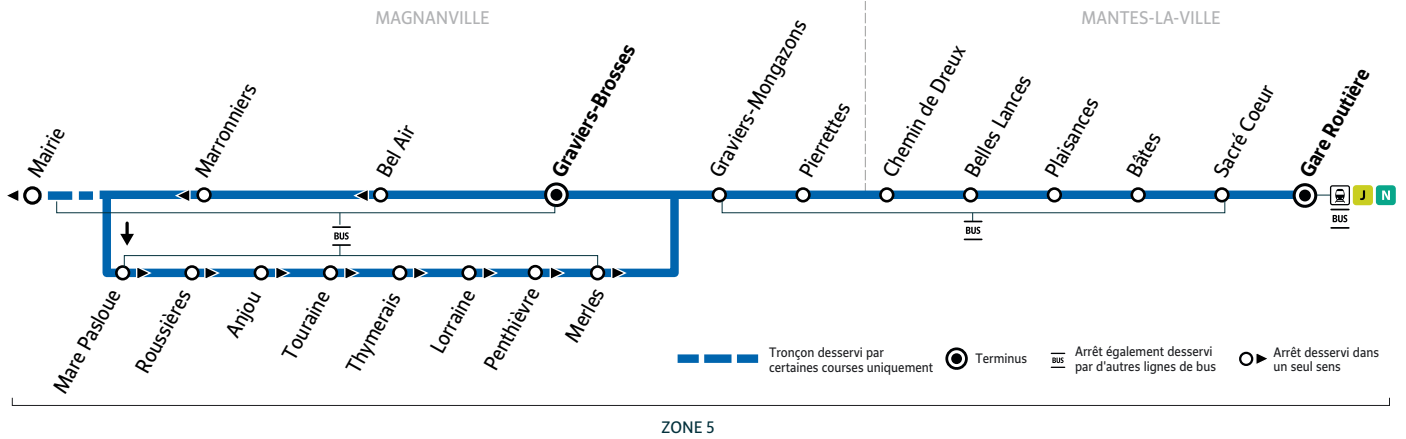 MAGNANVILLE
MANTES-LA-VILLE
Mairie
Marronniers
Bel Air
Graviers-Brosses
Graviers-Mongazons
Pierrettes
Chemin de Dreux
Belles Lances
Plaisances
Bâtes
Sacré Coeur
Gare Routière
J
N
BUS
BUS
BUS
Mare Pasloue
Roussières
Anjou
Touraine
Thymerais
Lorraine
Penthièvre
Merles
Tronçon desservi par
certaines courses uniquement
Terminus
BUS
Arrêt également desservi
par d'autres lignes de bus
Arrêt desservi dans
un seul sens
ZONE 5